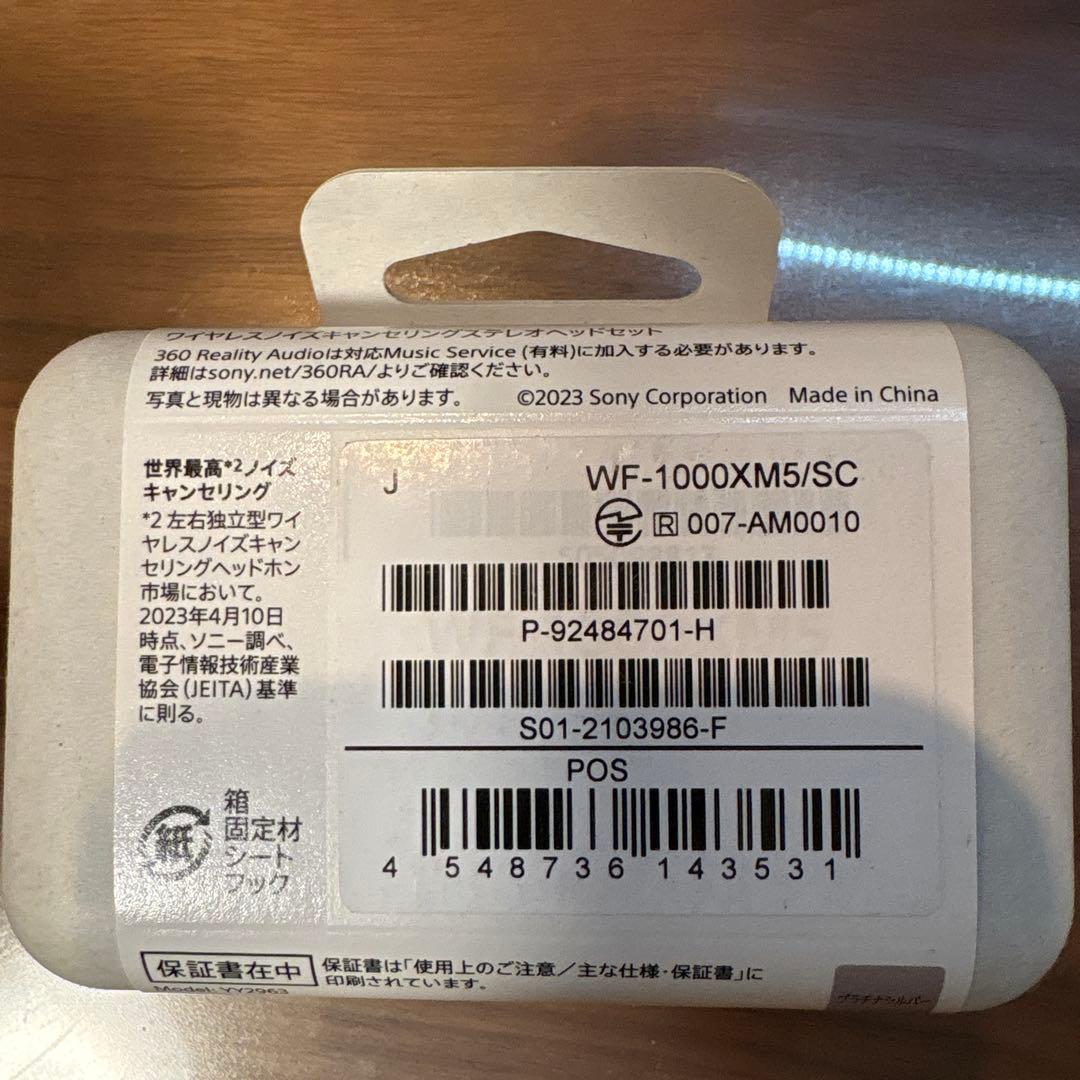 ワイヤレスノイズキャンセリングステレオヘッドセット
360 Reality Audioは対応Music Service (有料)に加入する必要があります。
詳細はsony.net/360RA/よりご確認ください。
写真と現物は異なる場合があります。 ©2023 Sony Corporation Made in China
世界最高*2ノイズ
キャンセリング
*2 左右独立型ワイ
ヤレスノイズキャン
セリングヘッドホン
市場において。
2023年4月10日
時点、ソニー調べ、
電子情報技術産業
協会(JEITA)基準
に則る。
J WF-1000XM5/SC
R 007-AM0010
P-92484701-H
S01-2103986-F
POS
4 548736 143531
紙
箱
固定材
シート
フック
保証書在中
保証書は「使用上のご注意／主な仕様・保証書」に
印刷されています。
Model: YY2963
プラチナシルバー